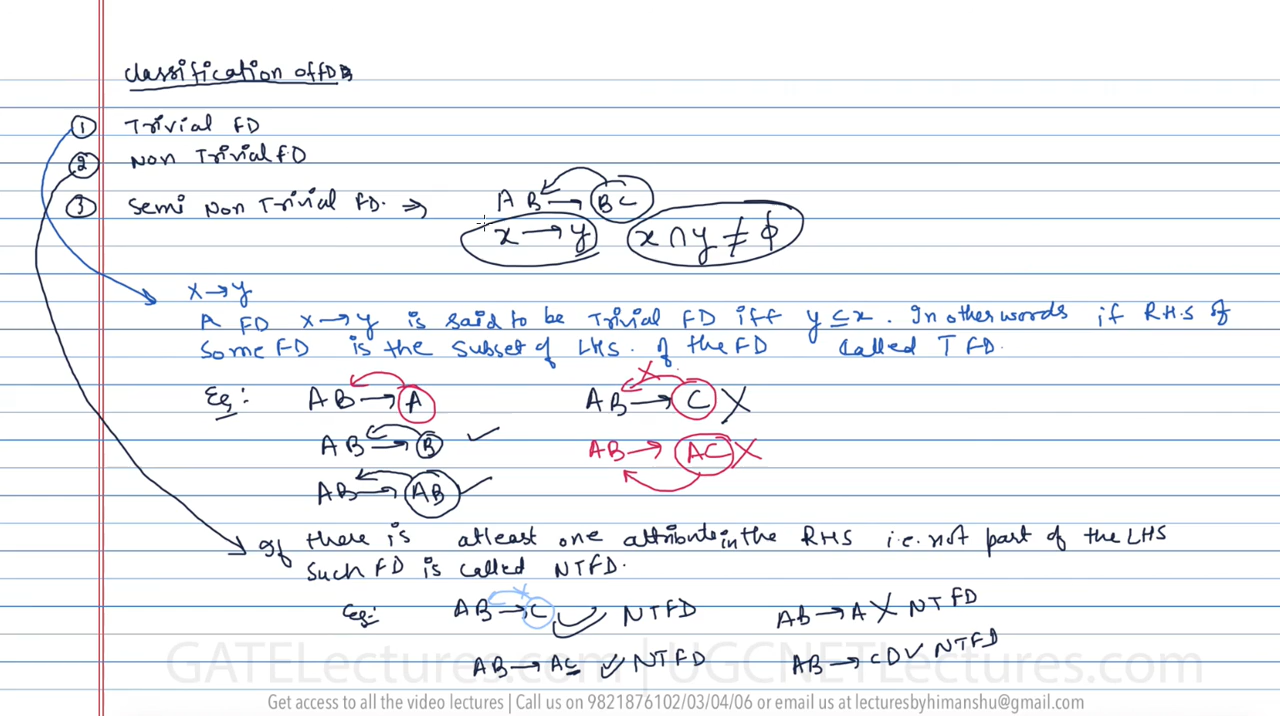 Classification of FDs
① Trivial FD
② Non Trivial FD
③ Semi Non Trivial FD. ⇒ AB → BC
x → y x ∩ y ≠ ϕ
X → y
A FD X → y is said to be Trivial FD iff y ⊆ x. In other words if RHS of
Some FD is the subset of LHS. of the FD called TFD.
Eg: AB → A AB → C X
AB → B ✓ AB → AC X
AB → AB ✓
If there is atleast one attribute in the RHS i.e. not part of the LHS
Such FD is called NTFD.
Eg: AB → C ✓ NTFD AB → A X NTFD
AB → AC ✓ NTFD AB → CD ✓ NTFD
GATELectures.com | UGCNETLectures.com
Get access to all the video lectures | Call us on 9821876102/03/04/06 or email us at lecturesbyhimanshu@gmail.com